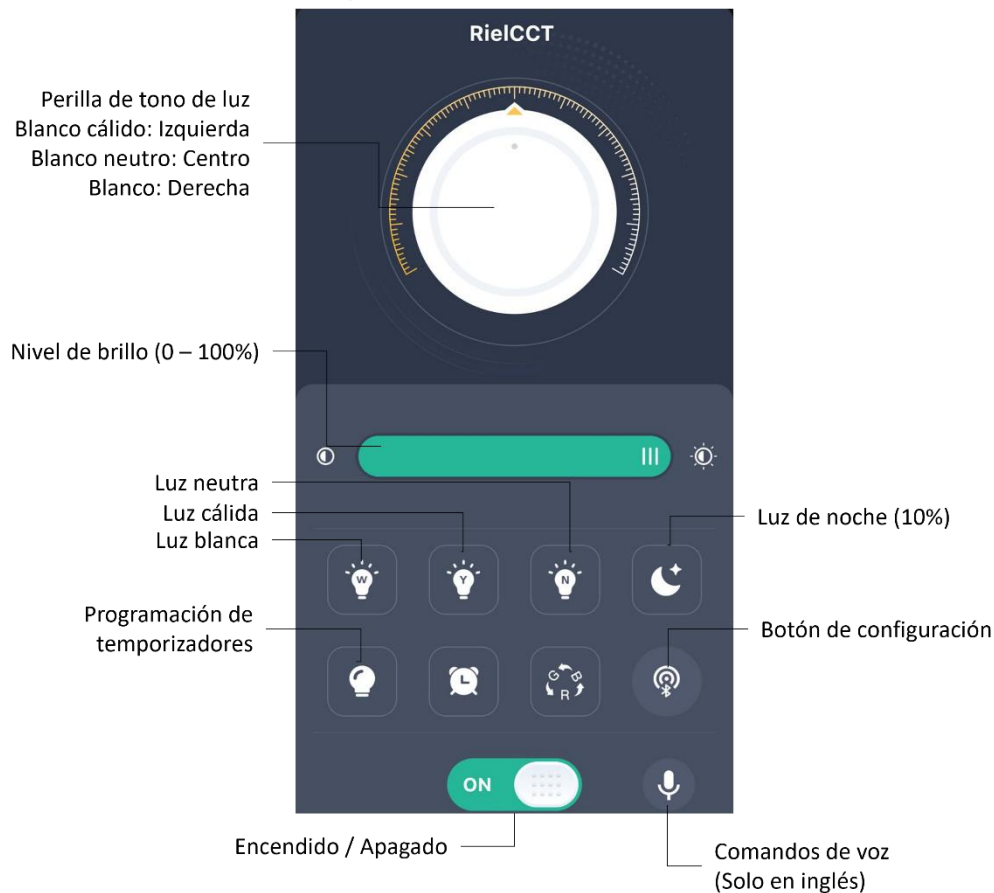 RielCCT
Perilla de tono de luz
Blanco cálido: Izquierda
Blanco neutro: Centro
Blanco: Derecha
Nivel de brillo (0 – 100%)
Luz neutra
Luz cálida
Luz blanca
Luz de noche (10%)
W
Y
N
Programación de
temporizadores
Botón de configuración
G B
R
ON
Encendido / Apagado
Comandos de voz
(Solo en inglés)